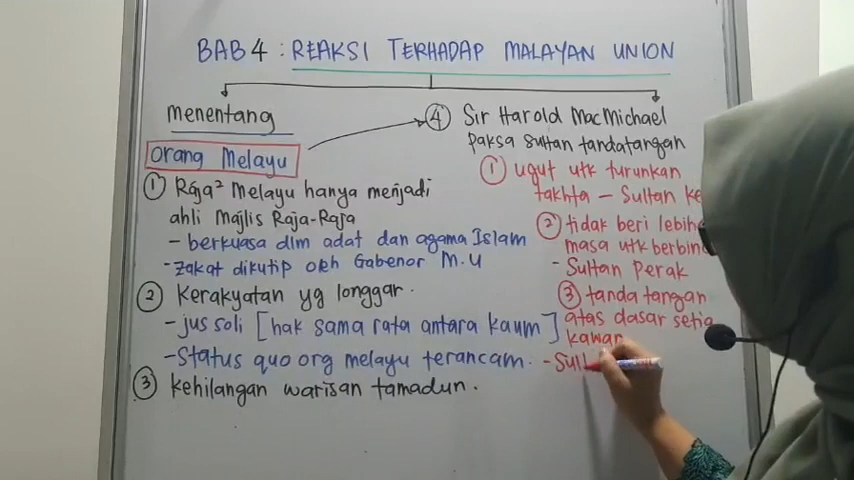 BAB 4 : REAKSI TERHADAP MALAYAN UNION
menentang
orang Melayu
① Raja² Melayu hanya menjadi
ahli Majlis Raja-Raja
- berkuasa dlm adat dan agama Islam
- zakat dikutip oleh Gabenor M.U
② Kerakyatan yg longgar.
- jus soli [hak sama rata antara kaum]
- Status quo org melayu terancam.
③ kehilangan warisan tamadun.
④ Sir Harold MacMichael
paksa sultan tandatangan
① ugut utk turunkan
takhta – Sultan
② tidak beri lebih
masa utk
- Sultan Perak
③ tanda tangan
atas dasar setia
kawan